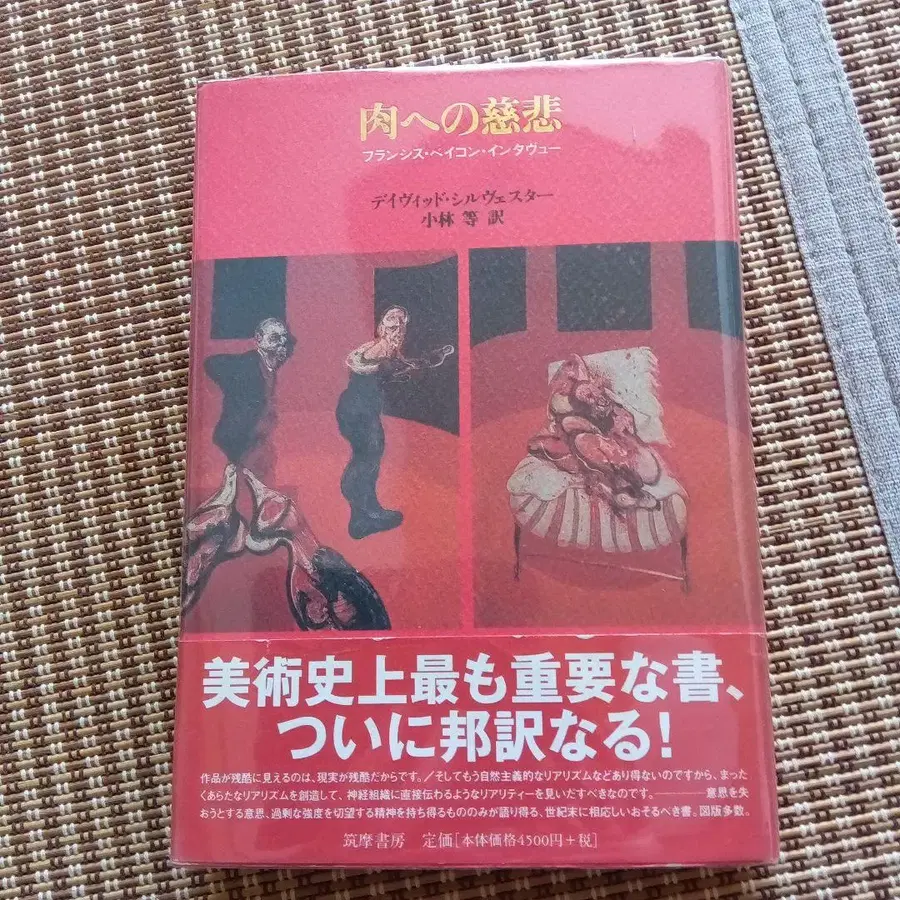 肉への慈悲
フランシス・ベイコン・インタヴュー
デイヴィッド・シルヴェスター
小林 等 訳
美術史上最も重要な書、
ついに邦訳なる!
作品が残酷に見えるのは、現実が残酷だからです。/そしてもう自然主義的なリアリズムなどあり得ないのですから、まった
くあらたなリアリズムを創造して、神経組織に直接伝わるようなリアリティーを見いだすべきなのです。――意思を失
おうとする意思、過剰な強度を切望する精神を持ち得るもののみが語り得る、世紀末に相応しいおそるべき書。図版多数。
筑摩書房 定価[本体価格4500円+税]